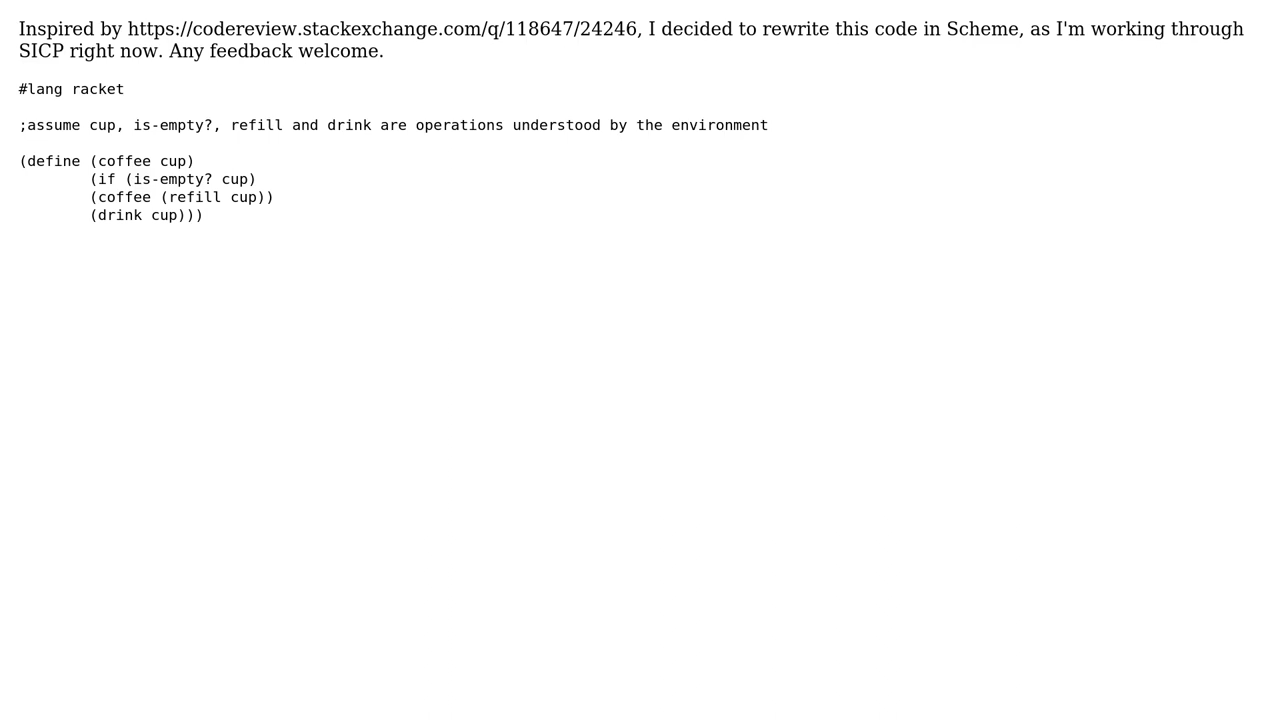 Inspired by https://codereview.stackexchange.com/q/118647/24246, I decided to rewrite this code in Scheme, as I'm working through
SICP right now. Any feedback welcome.
#lang racket
;assume cup, is-empty?, refill and drink are operations understood by the environment
(define (coffee cup)
        (if (is-empty? cup)
        (coffee (refill cup))
        (drink cup)))